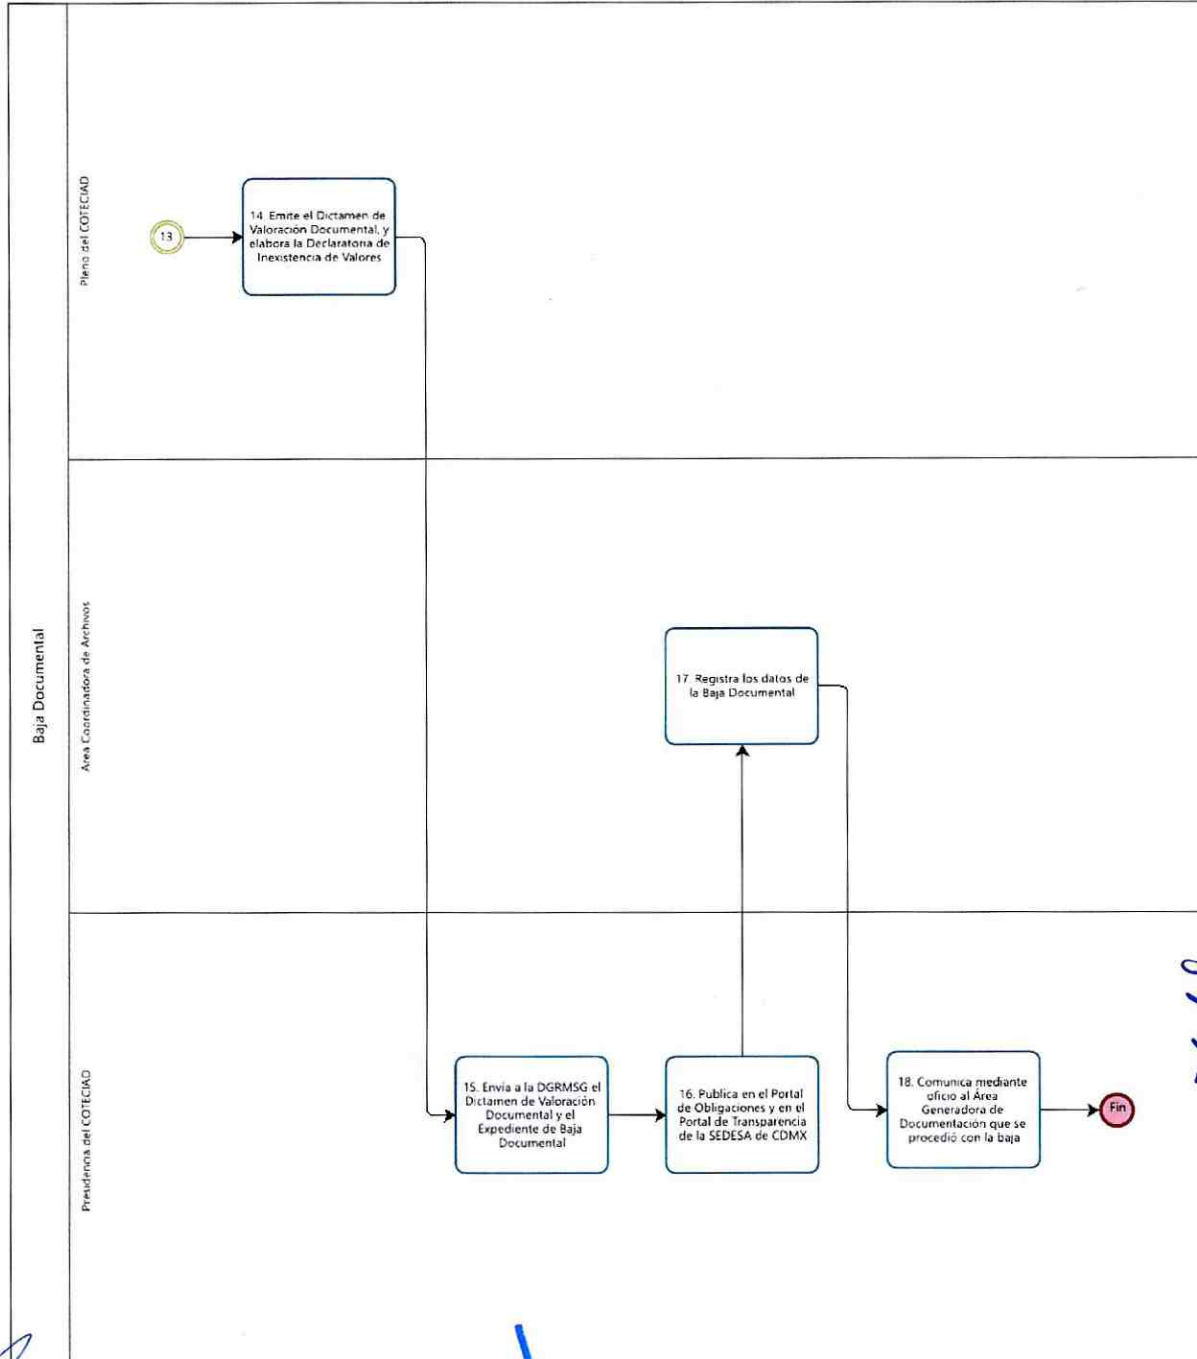 Baja Documental
Pleno del COTECIAD
13
14. Emite el Dictamen de
Valoración Documental, y
elabora la Declaratoria de
Inexistencia de Valores
Area Coordinadora de Archivos
17. Registra los datos de
la Baja Documental
Presidencia del COTECIAD
15. Envía a la DGRMSG el
Dictamen de Valoración
Documental y el
Expediente de Baja
Documental
16. Publica en el Portal
de Obligaciones y en el
Portal de Transparencia
de la SEDESA de CDMX
18. Comunica mediante
oficio al Área
Generadora de
Documentación que se
procedió con la baja
Fin